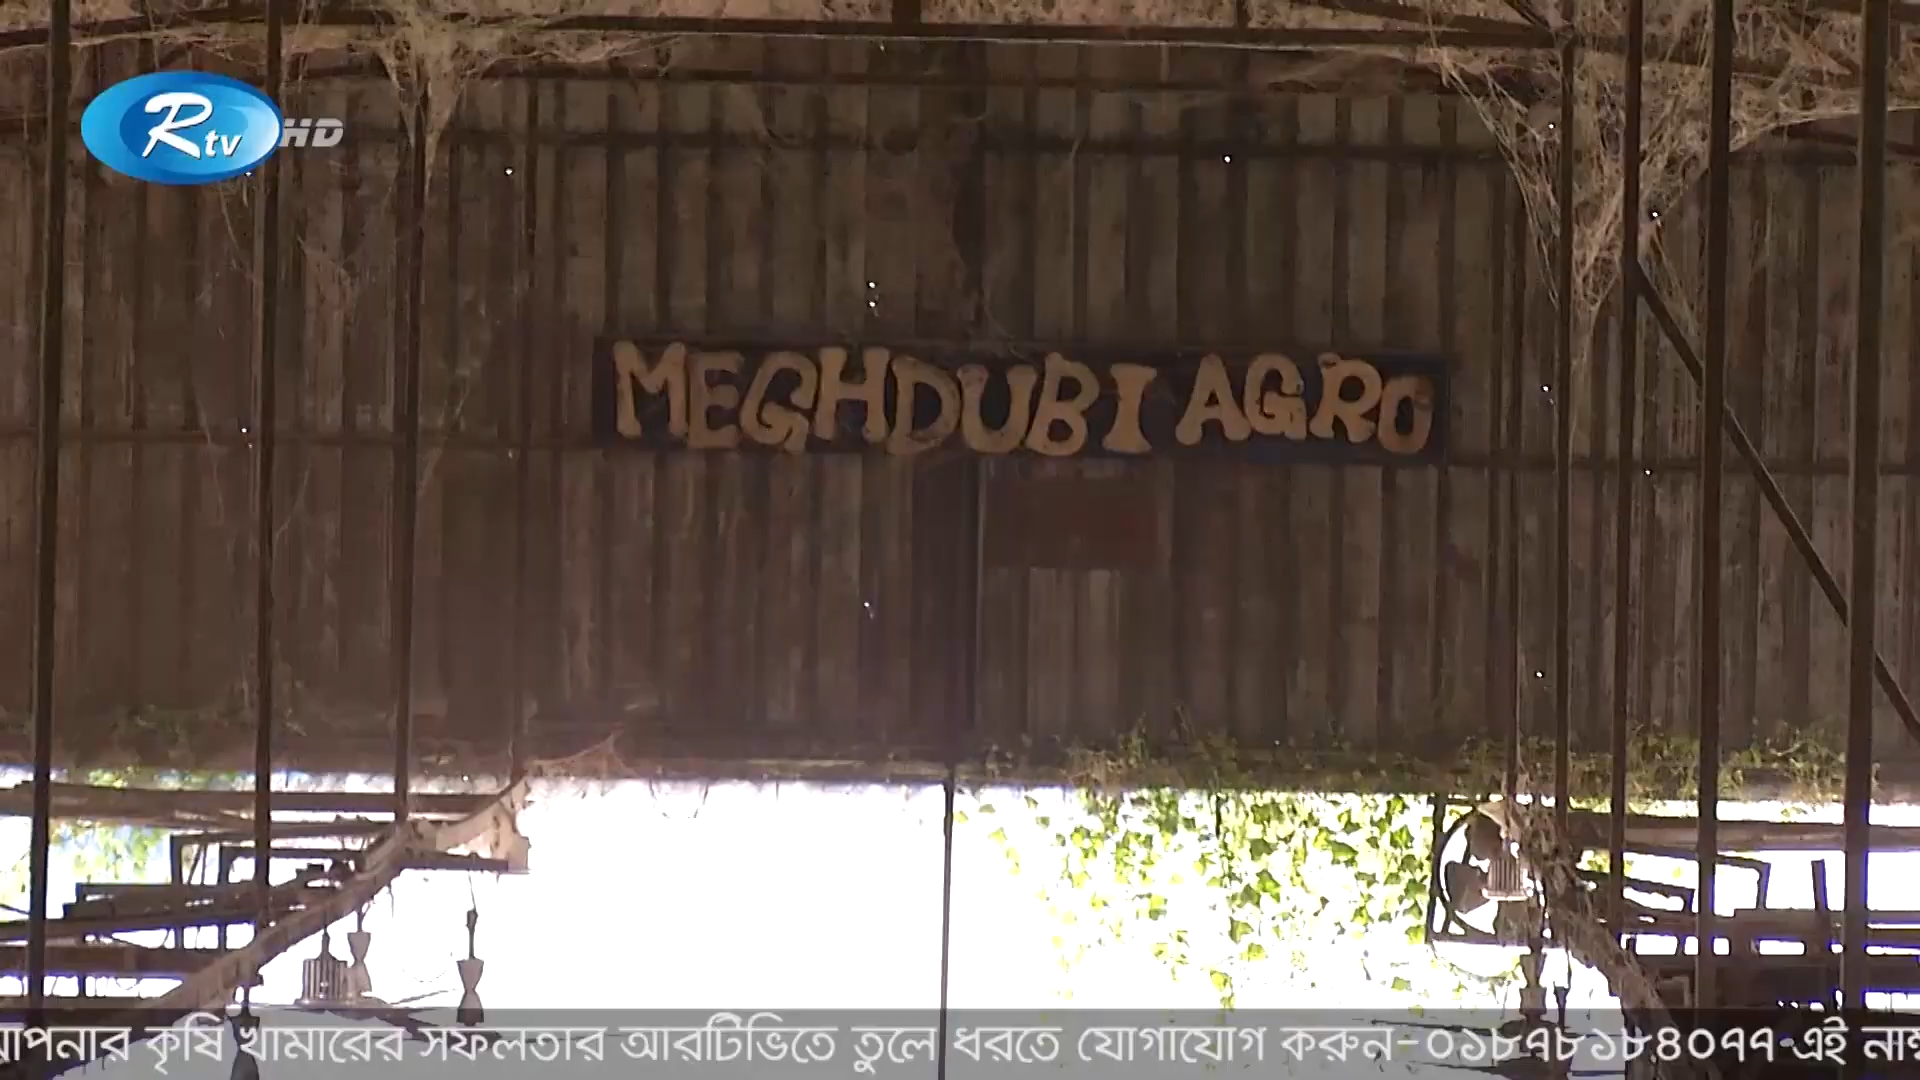 Rtv HD
MEGHDUBI AGRO
আপনার কৃষি খামারের সফলতার আরটিভিতে তুলে ধরতে যোগাযোগ করুন-০১৮৭৮১৮৪০৭৭ এই